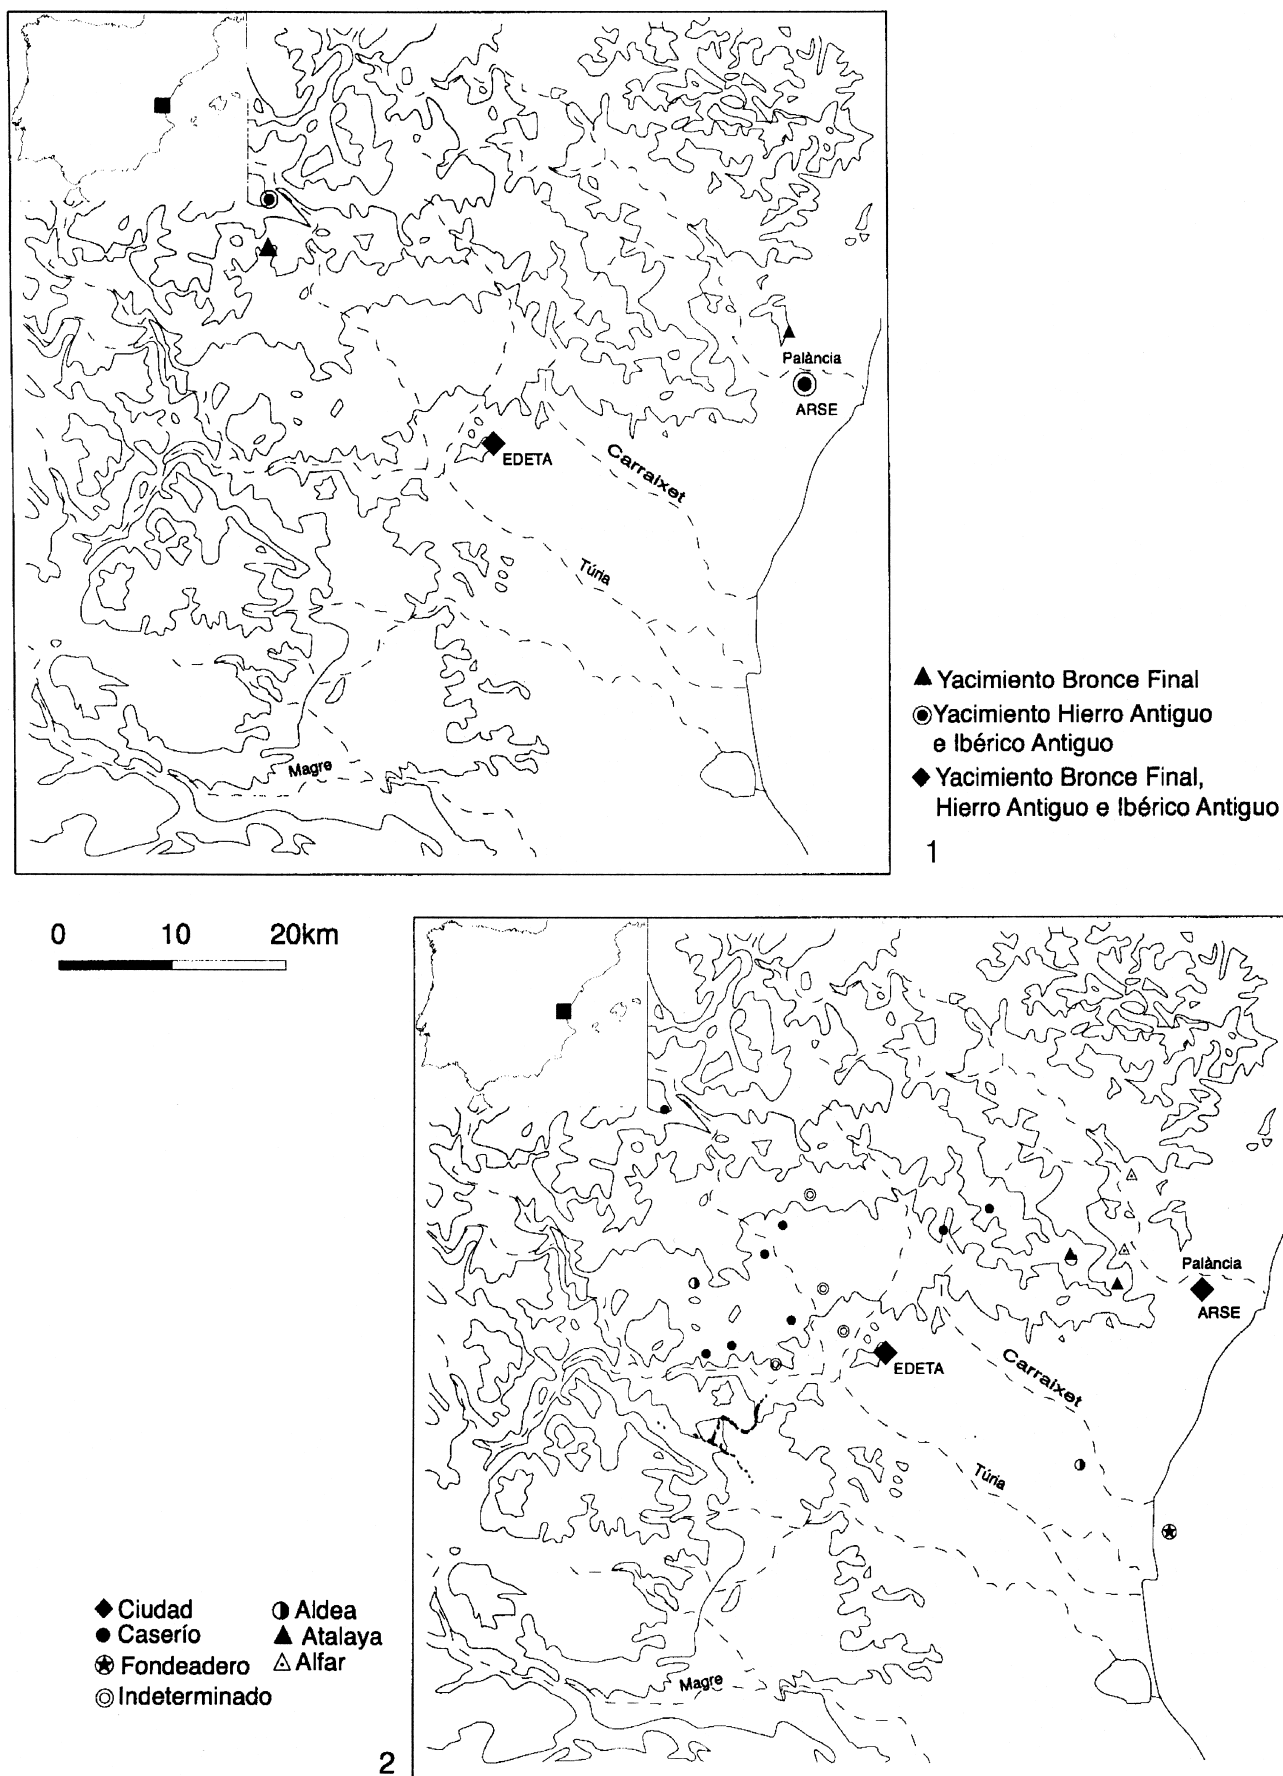 Palància
ARSE
EDETA
Carraixet
Túria
Magre
Yacimiento Bronce Final
Yacimiento Hierro Antiguo
e Ibérico Antiguo
Yacimiento Bronce Final,
Hierro Antiguo e Ibérico Antiguo
1
0 10 20km
Palància
ARSE
EDETA
Carraixet
Túria
Magre
Ciudad
Caserío
Fondeadero
Indeterminado
Aldea
Atalaya
Alfar
2